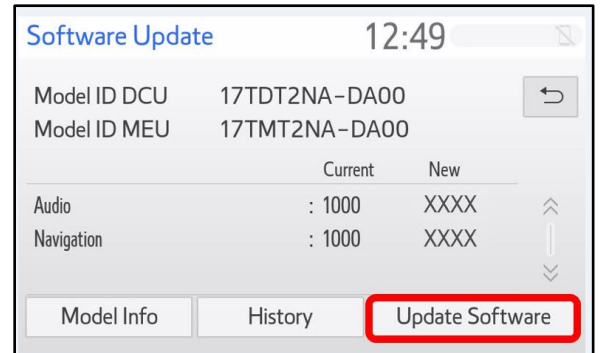 Software Update 12:49
Model ID DCU 17TDT2NA-DA00
Model ID MEU 17TMT2NA-DA00
Current New
Audio : 1000 XXXX
Navigation : 1000 XXXX
Model Info History Update Software